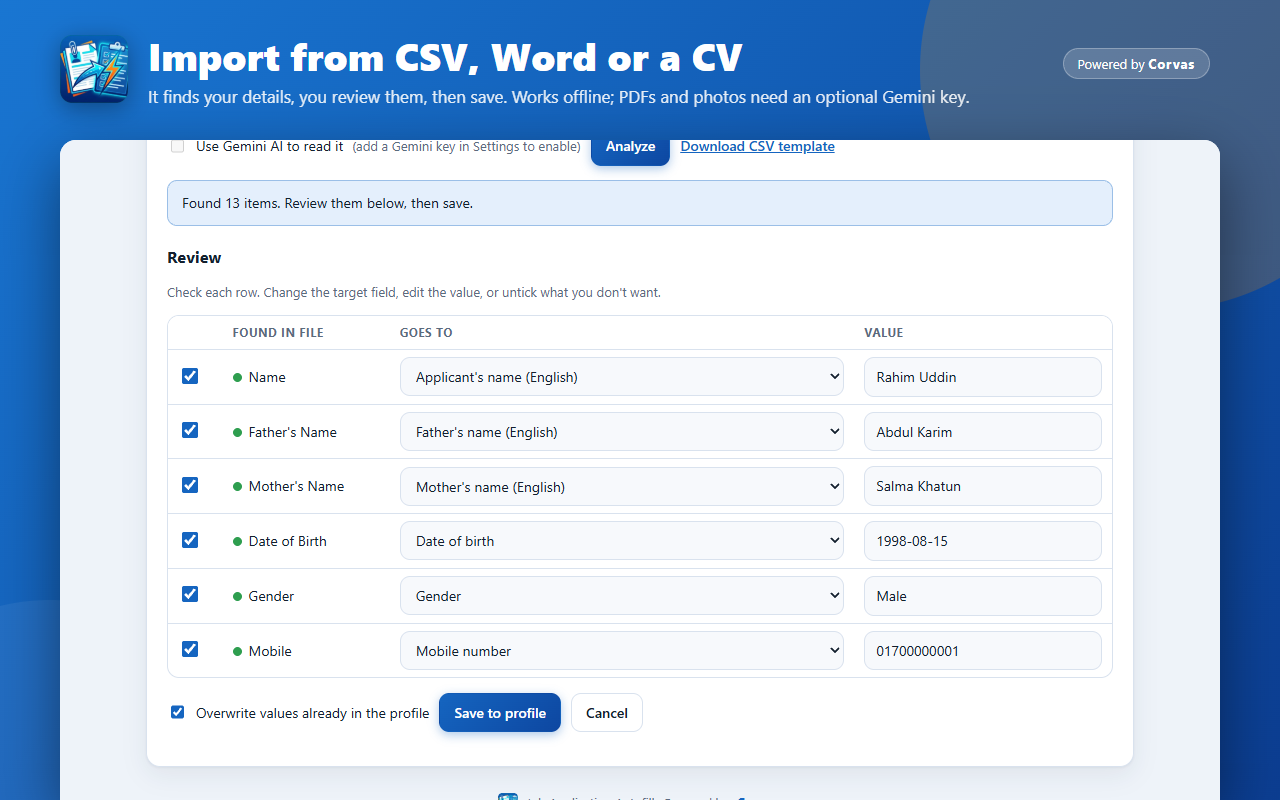 Import from CSV, Word or a CV
It finds your details, you review them, then save. Works offline; PDFs and photos need an optional Gemini key.
Powered by Corvas
Use Gemini AI to read it (add a Gemini key in Settings to enable) Analyze Download CSV template
Found 13 items. Review them below, then save.
Review
Check each row. Change the target field, edit the value, or untick what you don't want.
FOUND IN FILE GOES TO VALUE
Name Applicant's name (English) Rahim Uddin
Father's Name Father's name (English) Abdul Karim
Mother's Name Mother's name (English) Salma Khatun
Date of Birth Date of birth 1998-08-15
Gender Gender Male
Mobile Mobile number 01700000001
Overwrite values already in the profile Save to profile Cancel